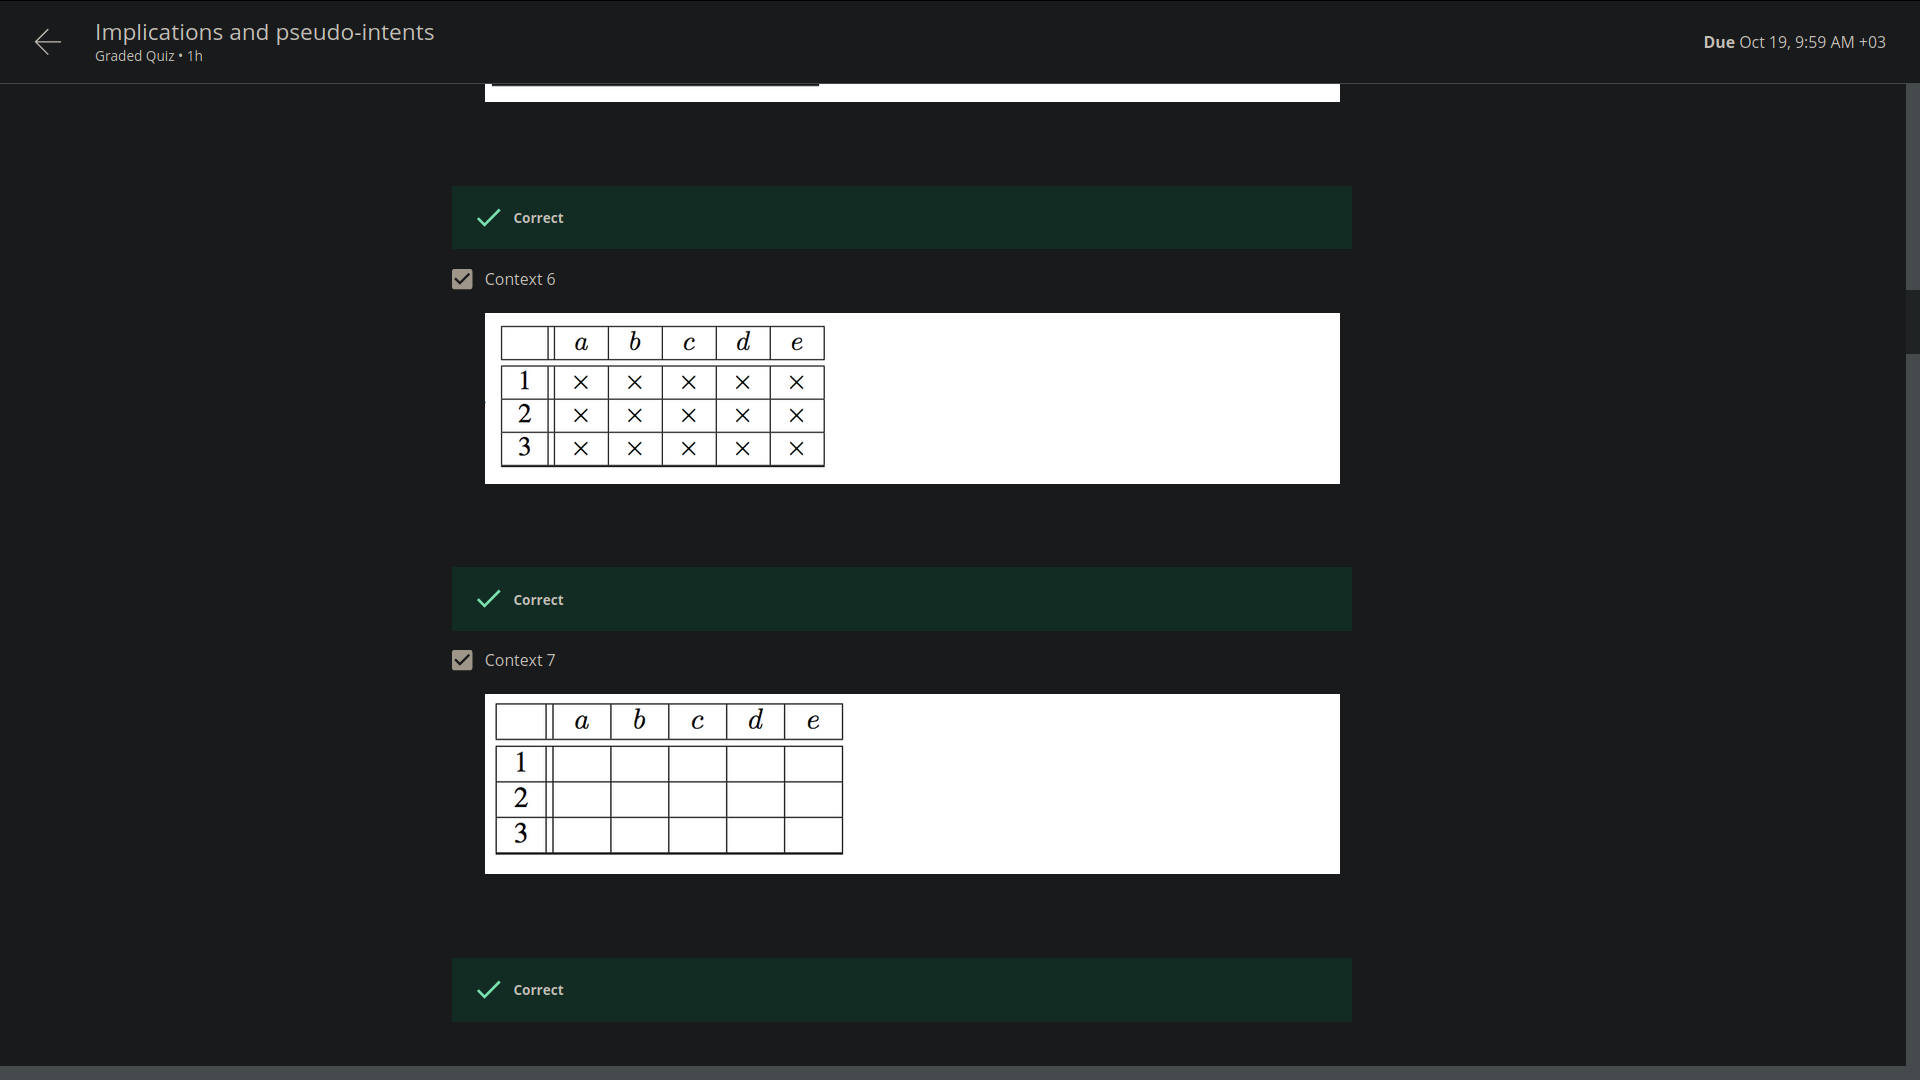 Implications and pseudo-intents
Graded Quiz • 1h
Due Oct 19, 9:59 AM +03
Correct
Context 6
a b c d e
1 × × × × ×
2 × × × × ×
3 × × × × ×
Correct
Context 7
a b c d e
1
2
3
Correct